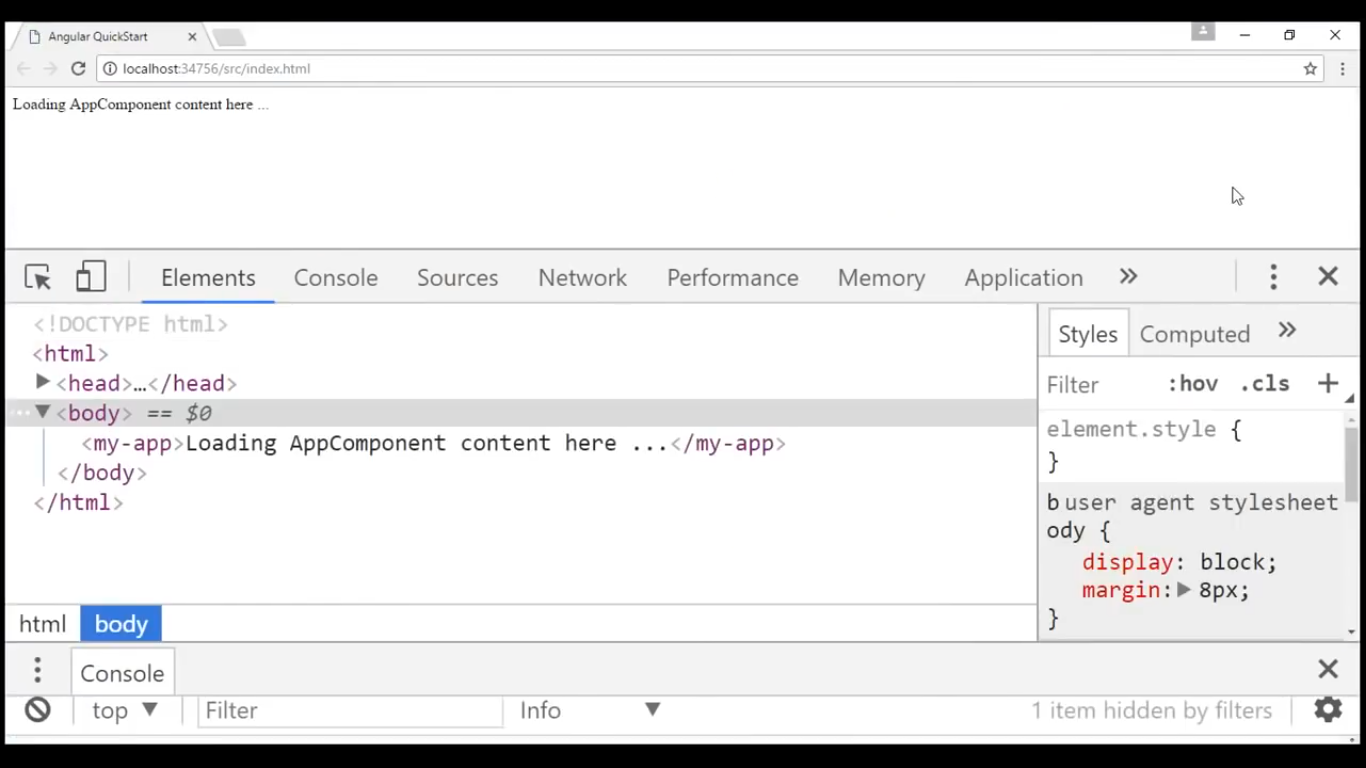 Angular QuickStart
localhost:34756/src/index.html
Loading AppComponent content here ...
Elements Console Sources Network Performance Memory Application »
<!DOCTYPE html>
<html>
<head>…</head>
<body> == $0
<my-app>Loading AppComponent content here ...</my-app>
</body>
</html>
html body
Styles Computed »
Filter :hov .cls +
element.style {
}
b user agent stylesheet
ody {
display: block;
margin: 8px;
}
Console
top Filter Info 1 item hidden by filters